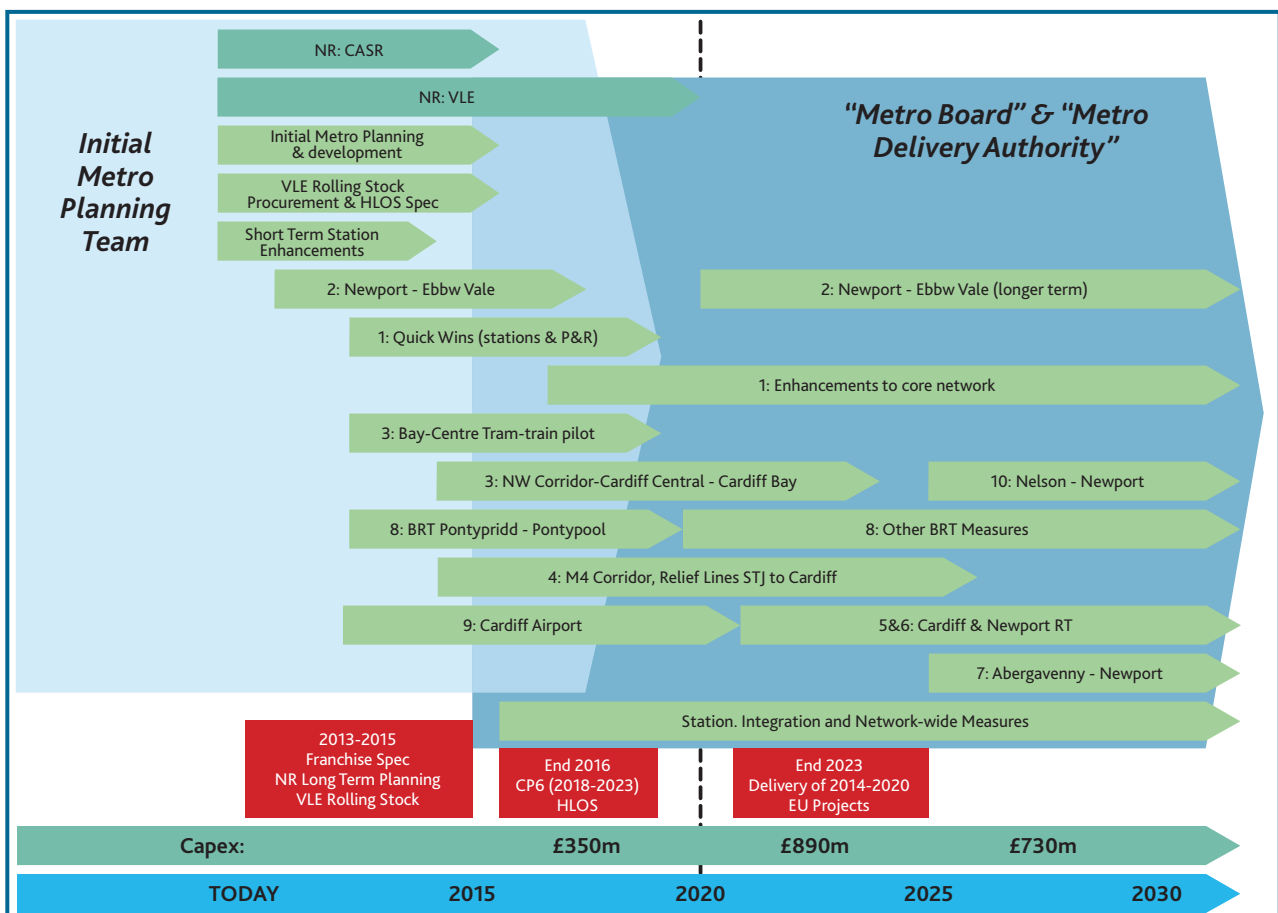 NR: CASR
NR: VLE
Initial
Metro
Planning
Team
“Metro Board” & “Metro
Delivery Authority”
Initial Metro Planning
& development
VLE Rolling Stock
Procurement & HLOS Spec
Short Term Station
Enhancements
2: Newport - Ebbw Vale
2: Newport - Ebbw Vale (longer term)
1: Quick Wins (stations & P&R)
1: Enhancements to core network
3: Bay-Centre Tram-train pilot
3: NW Corridor-Cardiff Central - Cardiff Bay
10: Nelson - Newport
8: BRT Pontypridd - Pontypool
8: Other BRT Measures
4: M4 Corridor, Relief Lines STJ to Cardiff
9: Cardiff Airport
5&6: Cardiff & Newport RT
7: Abergavenny - Newport
Station. Integration and Network-wide Measures
2013-2015
Franchise Spec
NR Long Term Planning
VLE Rolling Stock
End 2016
CP6 (2018-2023)
HLOS
End 2023
Delivery of 2014-2020
EU Projects
Capex: £350m £890m £730m
TODAY 2015 2020 2025 2030